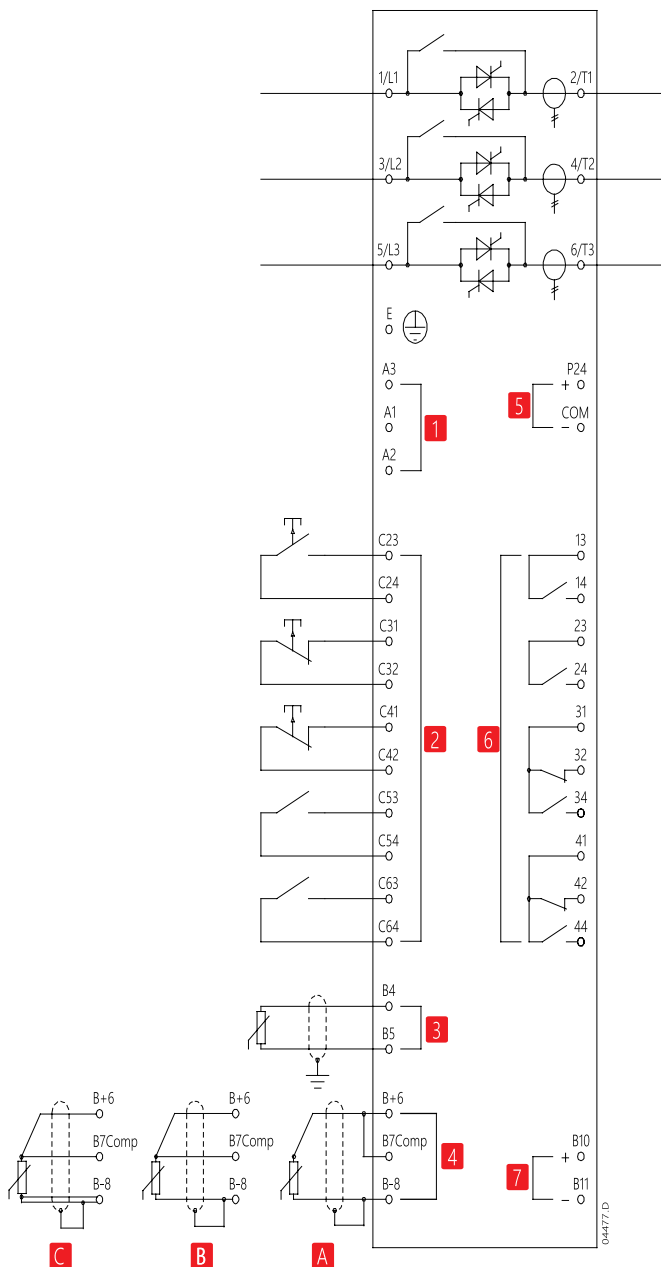 1/L1 2/T1
3/L2 4/T2
5/L3 6/T3
E
A3 P24
+
5
A1 COM
1 -
A2
C23 13
C24 14
C31 23
C32 24
C41 31
2 6
C42 32
C53 34
C54 41
C63 42
C64 44
B4
3
B5
B+6 B+6 B+6
B7Comp B7Comp B7Comp 4 + B10
7
B-8 B-8 B-8 - B11
C B A
04477.D